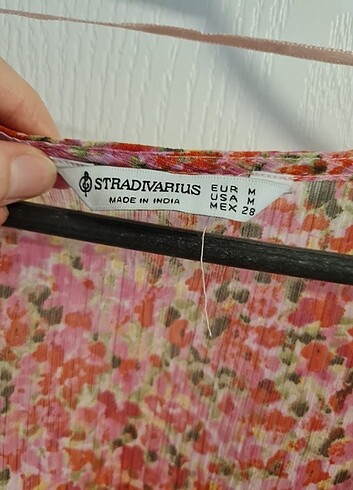 STRADIVARIUS
MADE IN INDIA
EUR M
USA M
MEX 28